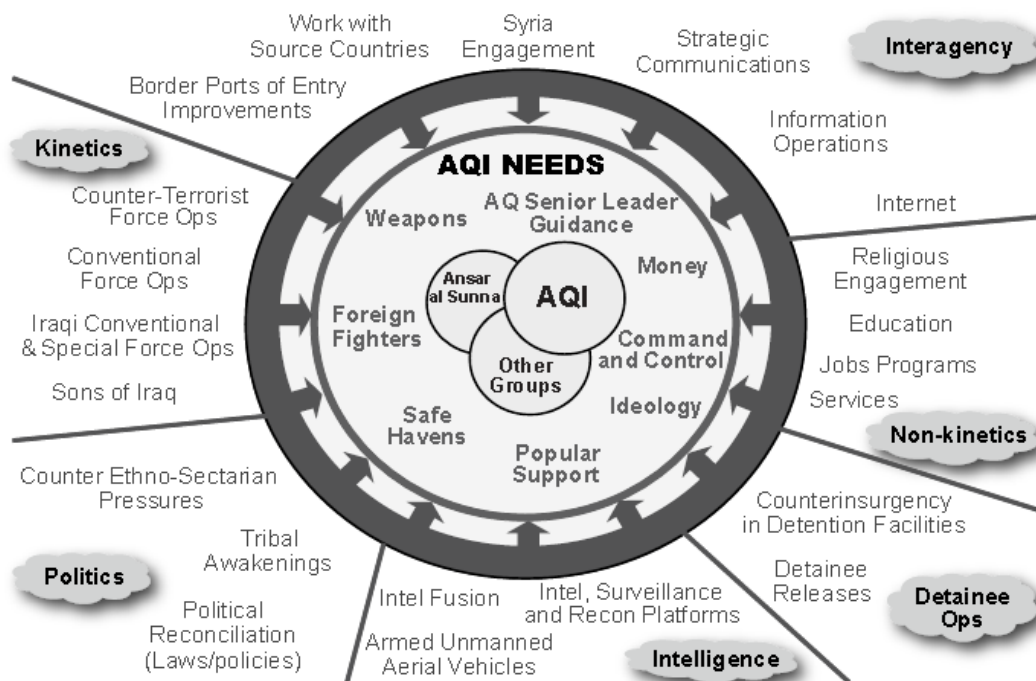 Work with
Source Countries
Syria
Engagement
Strategic
Communications
Interagency
Border Ports of Entry
Improvements
Information
Operations
Internet
Kinetics
Counter-Terrorist
Force Ops
Conventional
Force Ops
Iraqi Conventional
& Special Force Ops
Sons of Iraq
AQI NEEDS
Weapons
AQ Senior Leader
Guidance
Money
Ansar
al Sunna
AQI
Other
Groups
Foreign
Fighters
Command
and Control
Ideology
Safe
Havens
Popular
Support
Religious
Engagement
Education
Jobs Programs
Services
Non-kinetics
Counter Ethno-Sectarian
Pressures
Tribal
Awakenings
Politics
Political
Reconciliation
(Laws/policies)
Intel Fusion
Intel, Surveillance
and Recon Platforms
Armed Unmanned
Aerial Vehicles
Intelligence
Counterinsurgency
in Detention Facilities
Detainee
Releases
Detainee
Ops